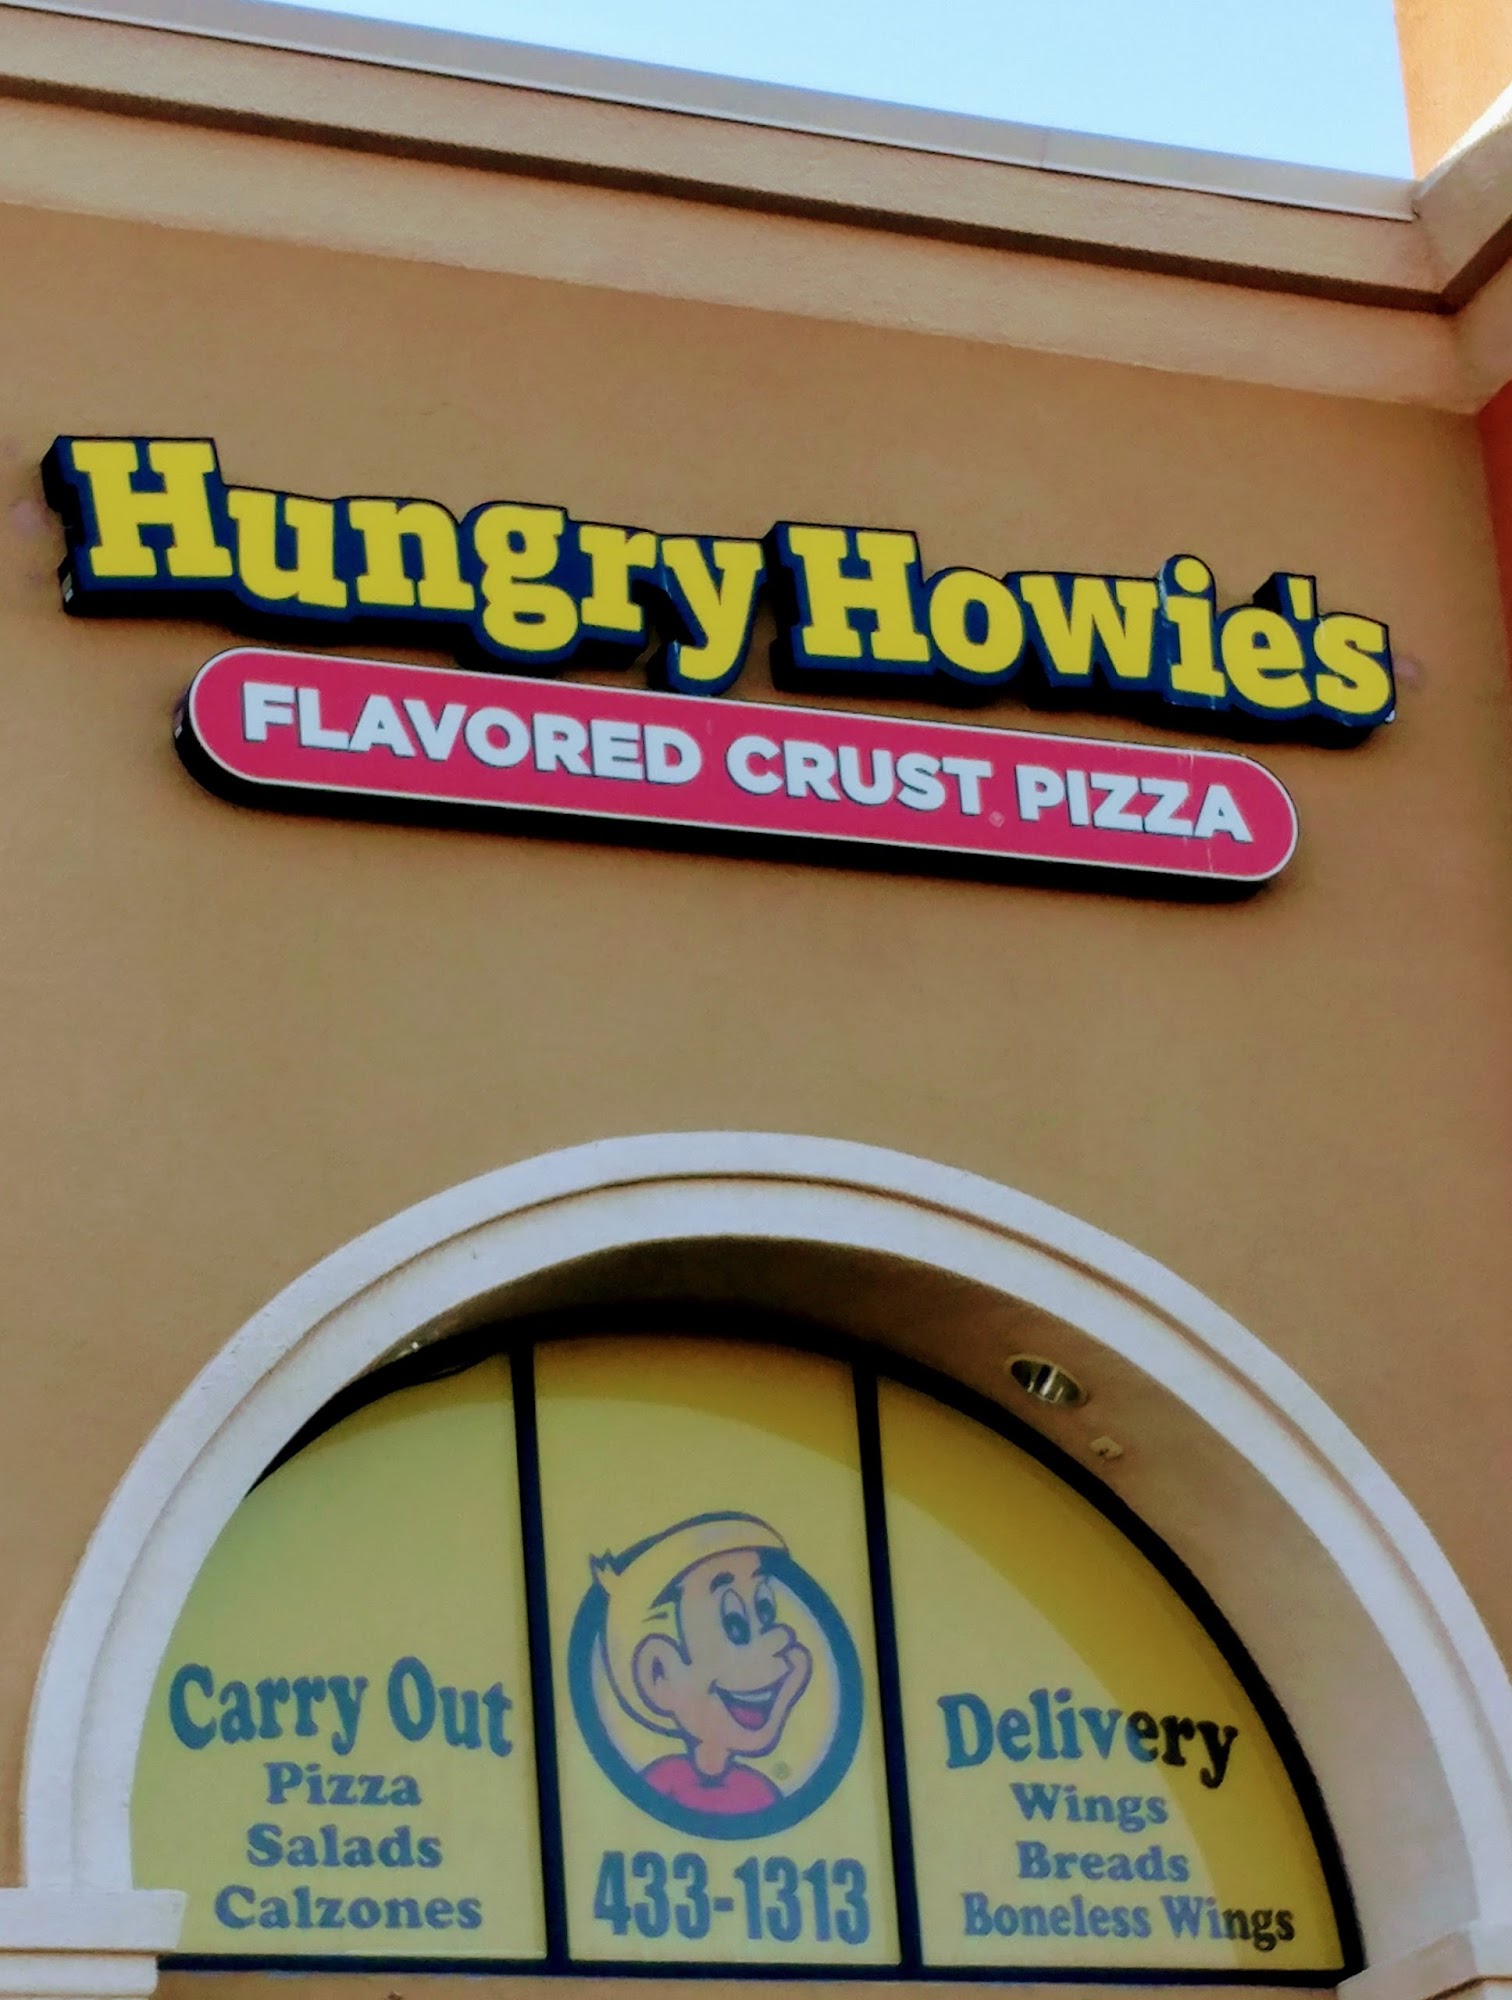 Hungry Howie's
FLAVORED CRUST® PIZZA
Carry Out
Pizza
Salads
Calzones
®
433-1313
Delivery
Wings
Breads
Boneless Wings